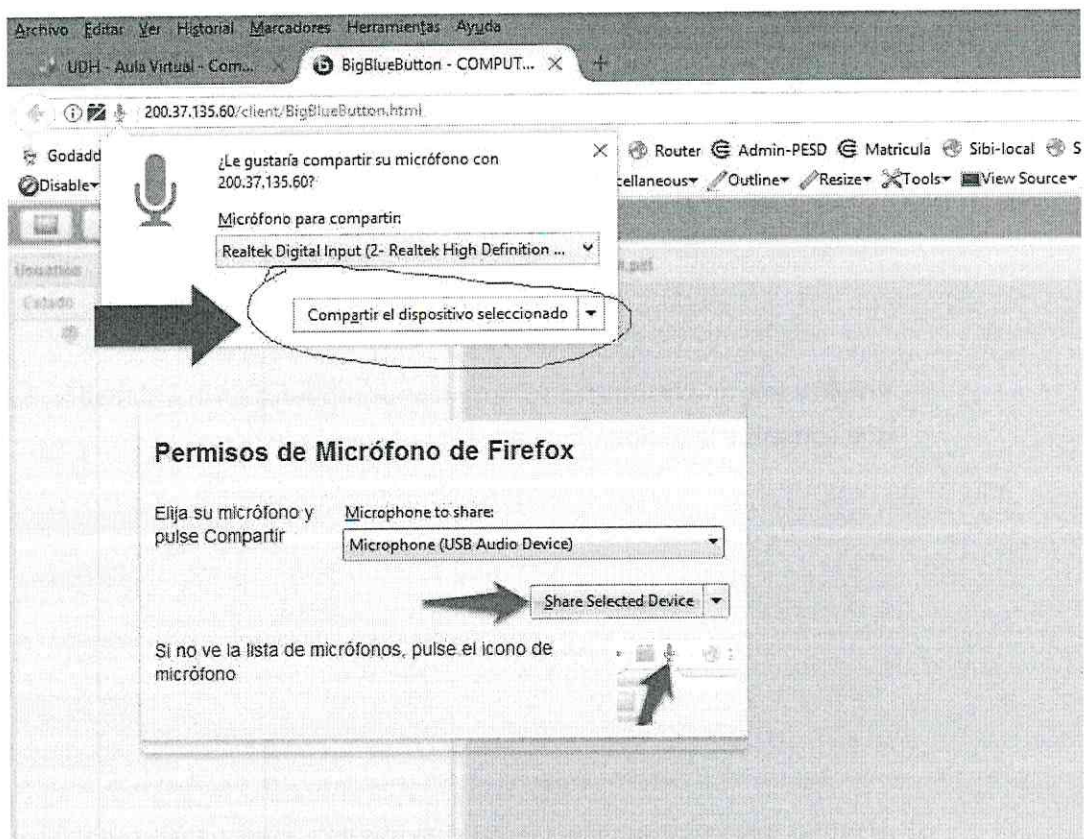 Archivo Editar Ver Historial Marcadores Herramientas Ayuda
UDH - Aula Virtual - Com... × BigBlueButton - COMPUT... × +
200.37.135.60/client/BigBlueButton.html
Godadd
Router Admin-PESD Matricula Sibi-local S
Disable
cellaneous Outline Resize Tools View Source
¿Le gustaría compartir su micrófono con
200.37.135.60?
Micrófono para compartir:
Realtek Digital Input (2- Realtek High Definition ...
Compartir el dispositivo seleccionado
Usuarios
Estado
Permisos de Micrófono de Firefox
Elija su micrófono y
pulse Compartir
Microphone to share:
Microphone (USB Audio Device)
Share Selected Device
Si no ve la lista de micrófonos, pulse el icono de
micrófono